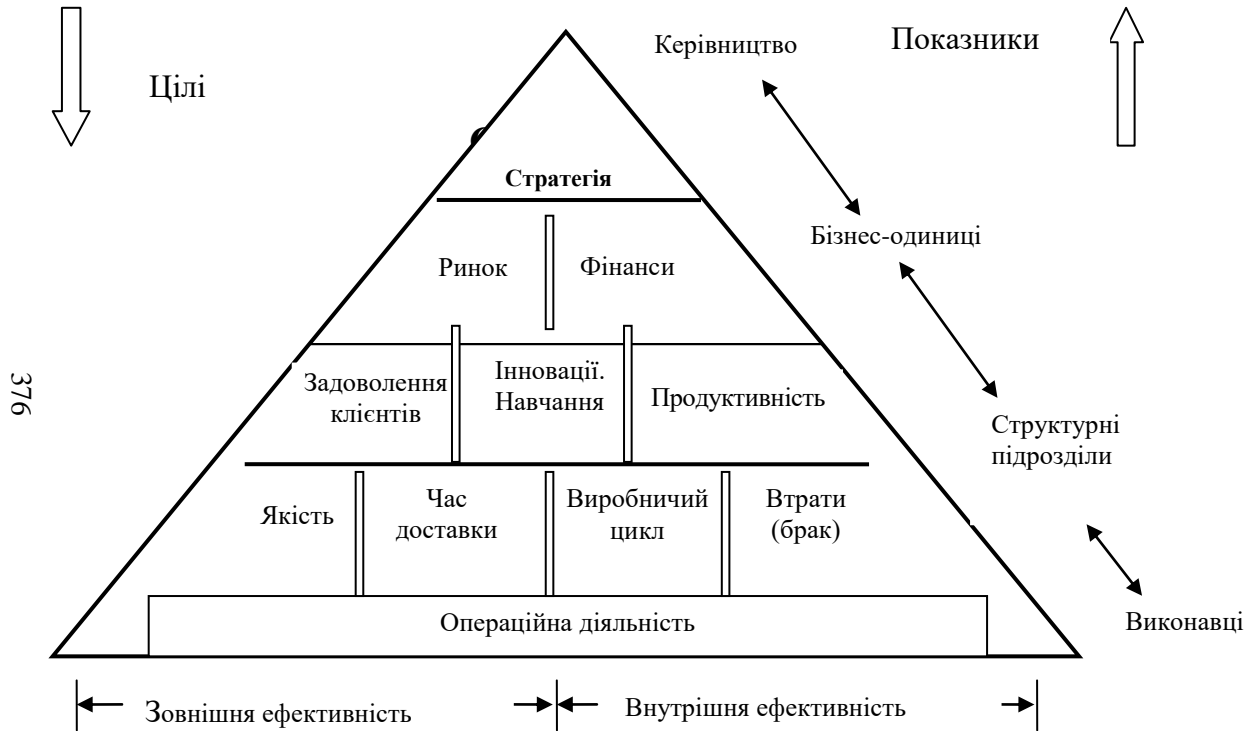 Керівництво
Показники
Цілі
Стратегія
Бізнес-одиниці
Ринок
Фінанси
Задоволення
клієнтів
Інновації.
Навчання
Продуктивність
Структурні
підрозділи
376
Якість
Час
доставки
Виробничий
цикл
Втрати
(брак)
Операційна діяльність
Виконавці
Зовнішня ефективність
Внутрішня ефективність